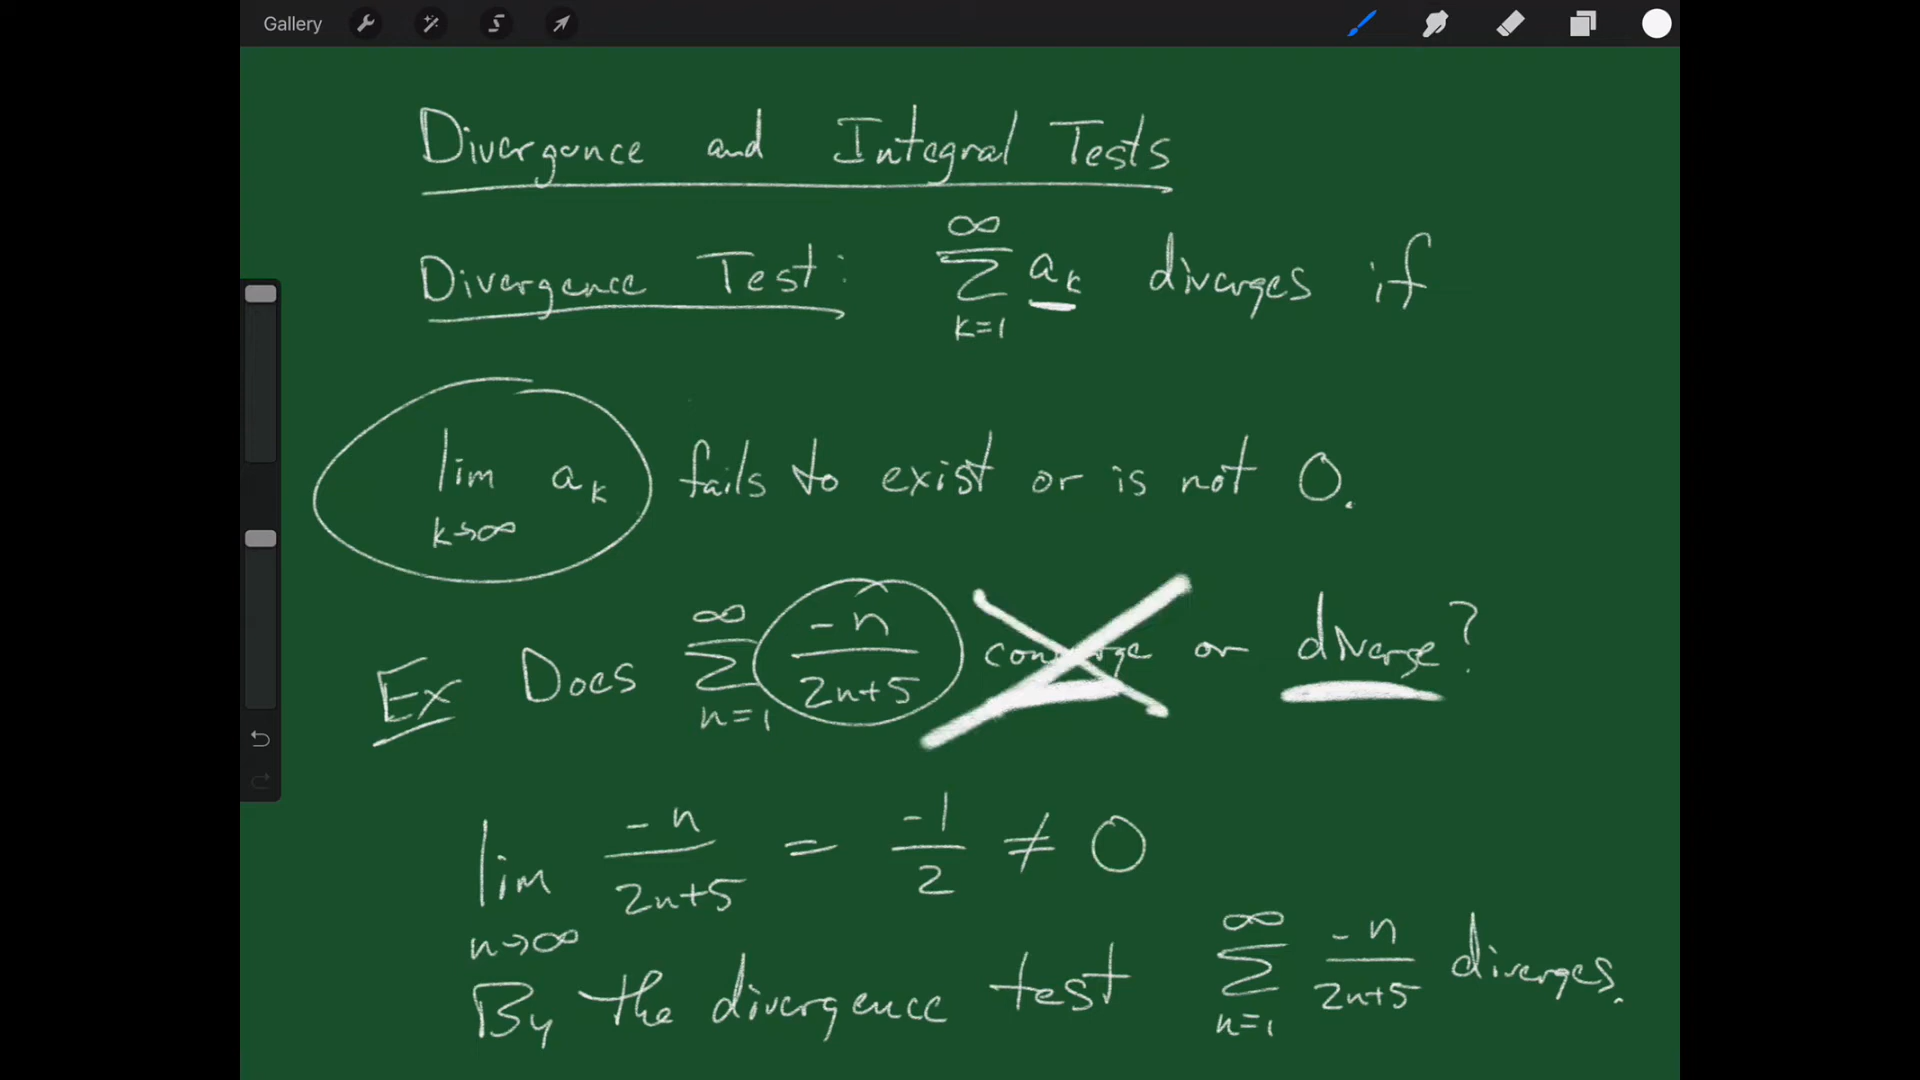 Gallery
Divergence and Integral Tests
Divergence Test: ∞ Σ k=1 a_k diverges if
lim k→∞ a_k fails to exist or is not 0.
Ex Does ∞ Σ n=1 -n/2n+5 converge or diverge?
lim n→∞ -n/2n+5 = -1/2 ≠ 0
By the divergence test ∞ Σ n=1 -n/2n+5 diverges.